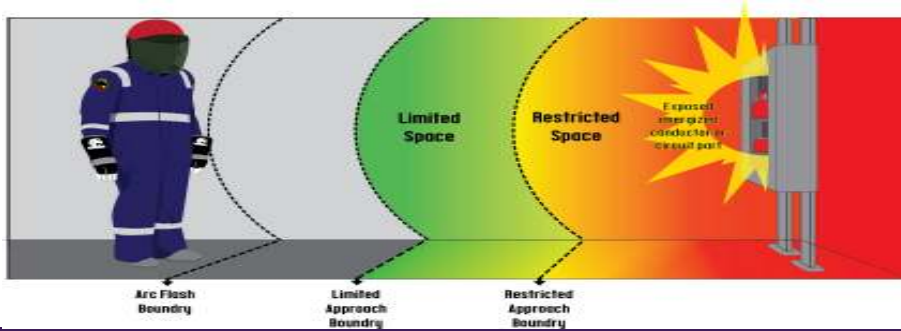 Limited
Space
Restricted
Space
Exposed
energized
conductor or
circuit part
Arc Flash
Boundry
Limited
Approach
Boundry
Restricted
Approach
Boundry